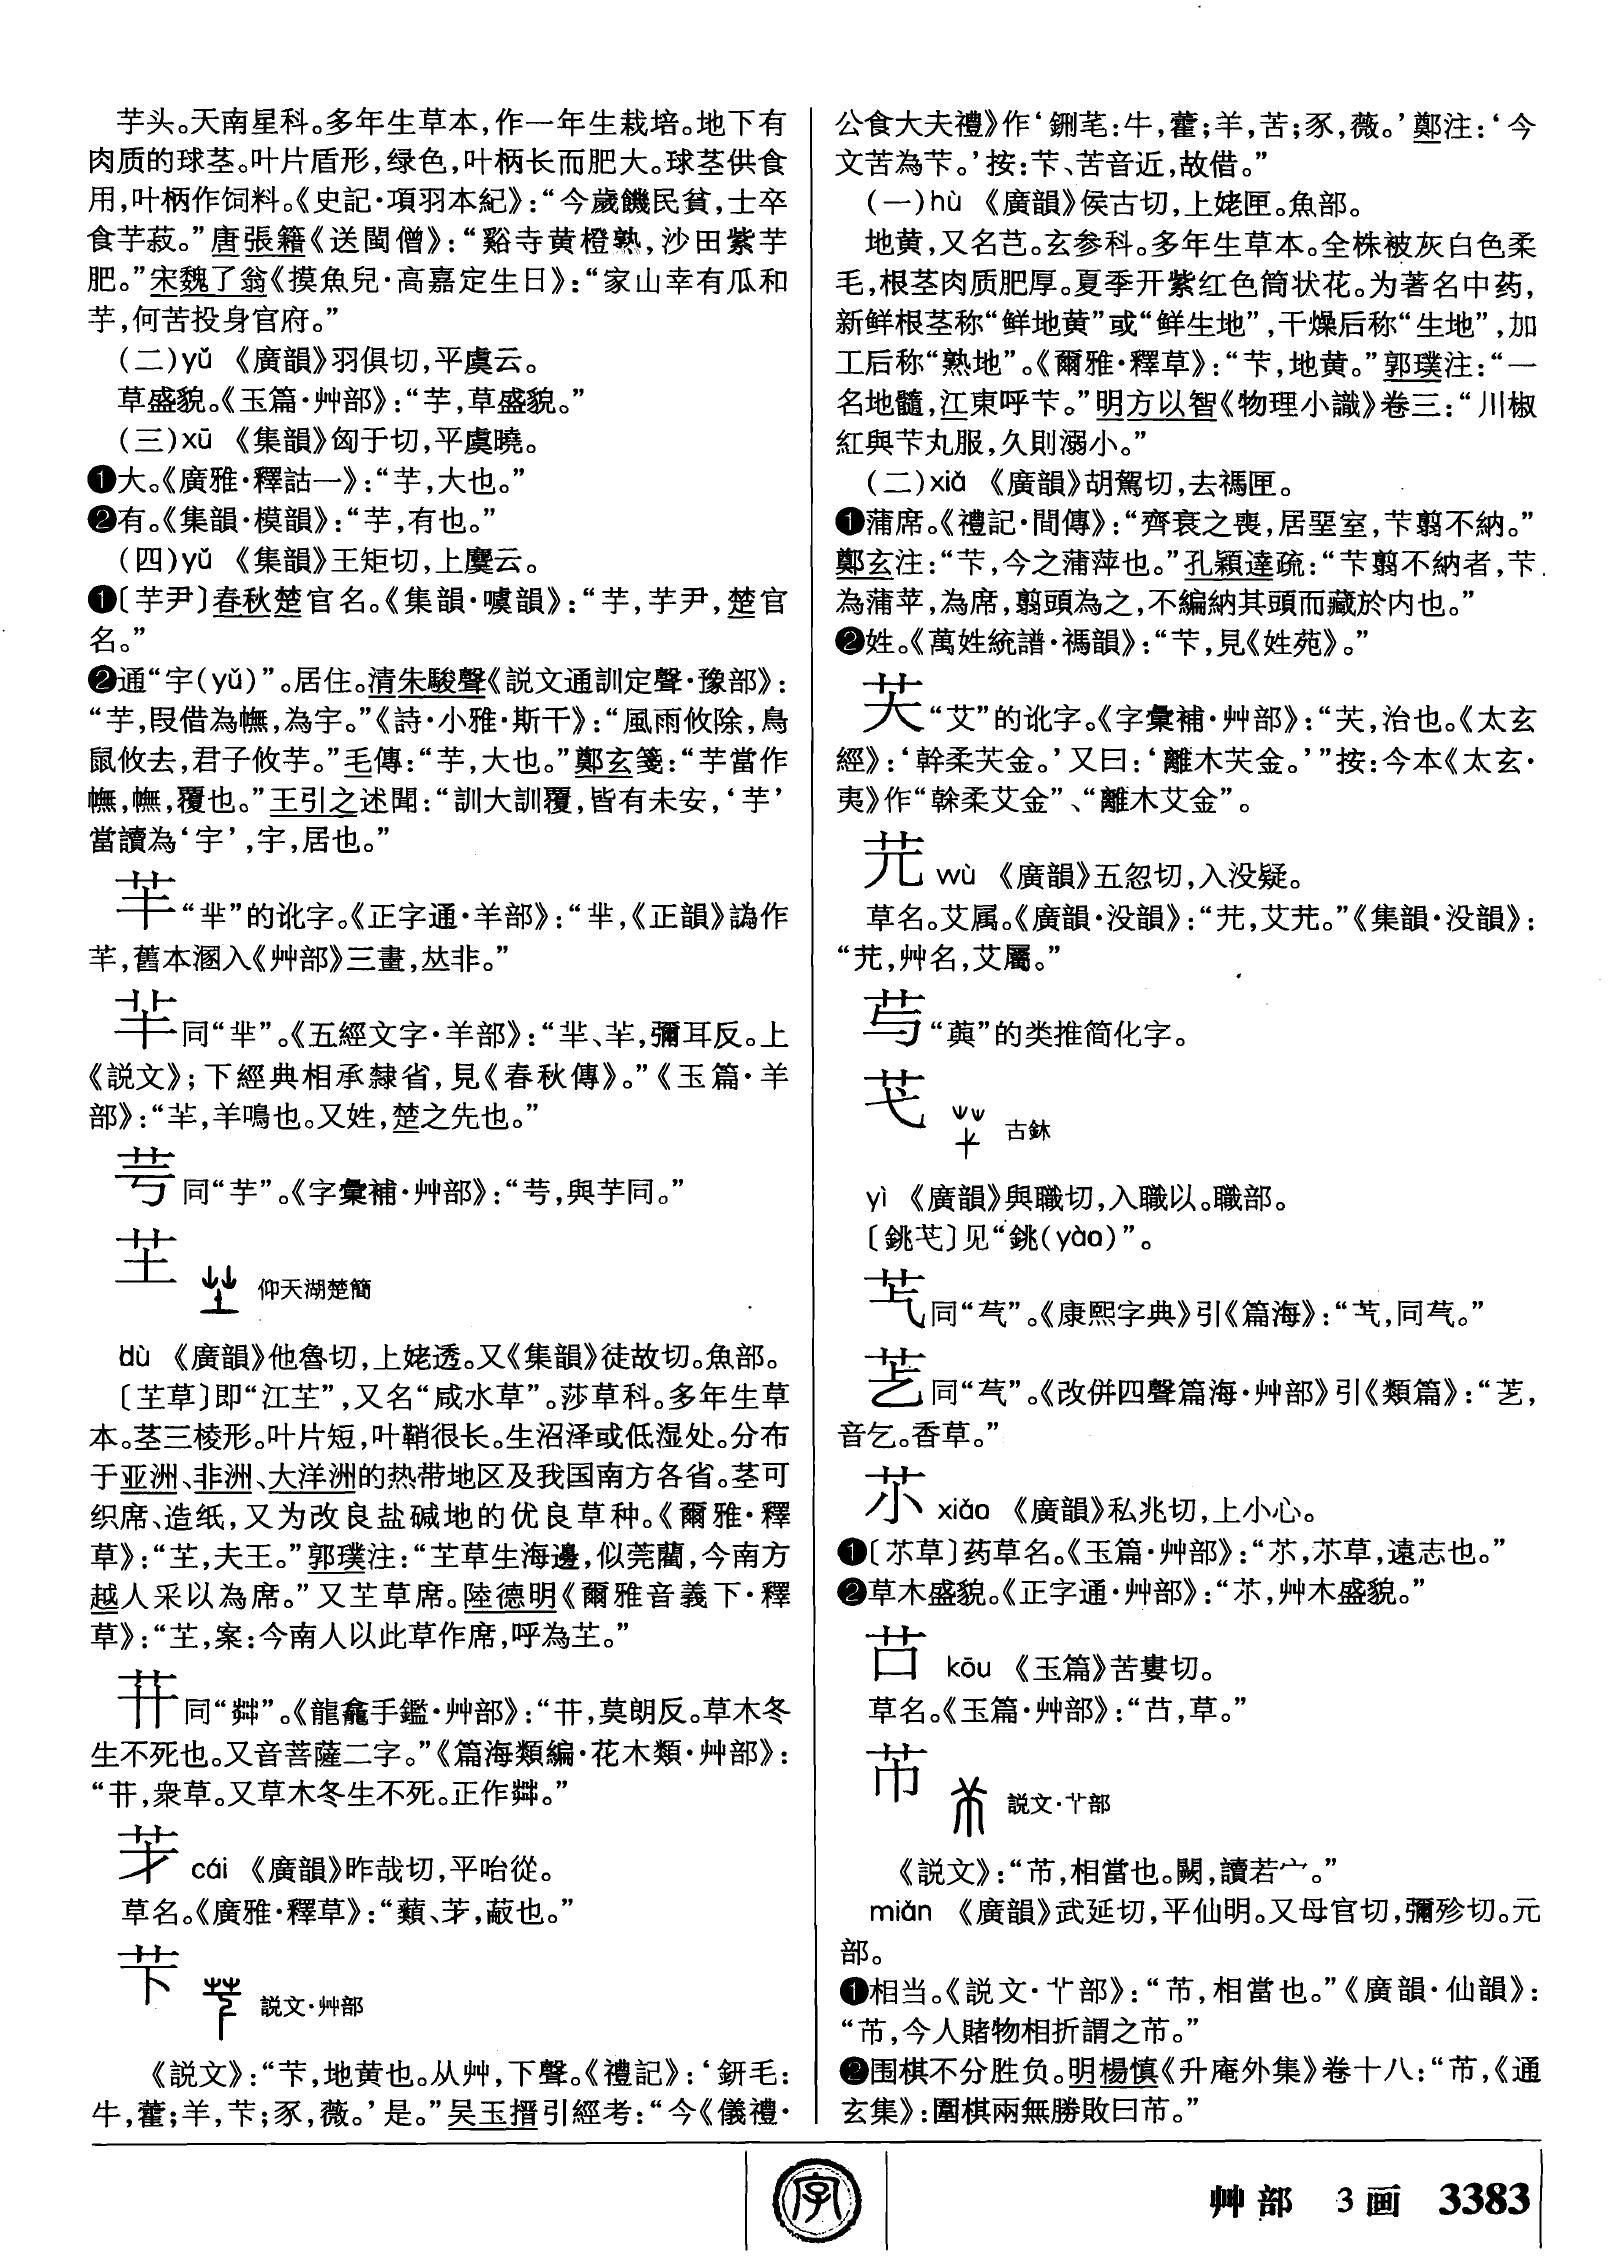 芋头。天南星科。多年生草本,作一年生栽培。地下有
肉质的球茎。叶片盾形,绿色,叶柄长而肥大。球茎供食
用,叶柄作饲料。《史記·項羽本紀》:“今歲饑民貧,士卒
食芋菽。”唐張籍《送閩僧》:“谿寺黄橙熟,沙田紫芋
肥。”宋魏了翁《摸魚兒·高嘉定生日》:“家山幸有瓜和
芋,何苦投身官府。”
(二)yǔ 《廣韻》羽俱切,平虞云。
草盛貌。《玉篇·艸部》:“芋,草盛貌。”
(三)xū 《集韻》匈于切,平虞曉。
❶大。《廣雅·釋詁一》:“芋,大也。”
❷有。《集韻·模韻》:“芋,有也。”
(四)yǔ 《集韻》王矩切,上麌云。
❶〔芋尹〕春秋楚官名。《集韻·噳韻》:“芋,芋尹,楚官
名。”
❷通“宇(yǔ)”。居住。清朱駿聲《説文通訓定聲·豫部》:
“芋,叚借為幠,為宇。”《詩·小雅·斯干》:“風雨攸除,鳥
鼠攸去,君子攸芋。”毛傳:“芋,大也。”鄭玄箋:“芋當作
幠,幠,覆也。”王引之述聞:“訓大訓覆,皆有未安,‘芋’
當讀為‘宇’,宇,居也。”
芉“芈”的讹字。《正字通·羊部》:“芈,《正韻》譌作
芉,舊本溷入《艸部》三畫,𠀤非。”
同“芈”。《五經文字·羊部》:“芈、芊,彌耳反。上
《説文》;下經典相承隸省,見《春秋傳》。”《玉篇·羊
部》:“芊,羊鳴也。又姓,楚之先也。”
芌同“芋”。《字彙補·艸部》:“芌,與芋同。”
芏 仰天湖楚簡
dù 《廣韻》他魯切,上姥透。又《集韻》徒故切。魚部。
〔芏草〕即“江芏”,又名“咸水草”。莎草科。多年生草
本。茎三棱形。叶片短,叶鞘很长。生沼泽或低湿处。分布
于亚洲、非洲、大洋洲的热带地区及我国南方各省。茎可
织席、造纸,又为改良盐碱地的优良草种。《爾雅·釋
草》:“芏,夫王。”郭璞注:“芏草生海邊,似莞藺,今南方
越人采以為席。”又芏草席。陸德明《爾雅音義下·釋
草》:“芏,案:今南人以此草作席,呼為芏。”
芓同“茻”。《龍龕手鑑·艸部》:“卄,莫朗反。草木冬
生不死也。又音菩薩二字。”《篇海類編·花木類·艸部》:
“卄,衆草。又草木冬生不死。正作茻。”
芆 cái 《廣韻》昨哉切,平咍從。
草名。《廣雅·釋草》:“蘱、芆,蔽也。”
芐 説文·艸部
《説文》:“芐,地黄也。从艸,下聲。《禮記》:‘鈃毛:
牛,藿;羊,芐;豕,薇。’是。”吴玉搢引經考:“今《儀禮·
公食大夫禮》作‘鉶芼:牛,藿;羊,苦;豕,薇。’鄭注:‘今
文苦為芐。’按:芐、苦音近,故借。”
(一)hù 《廣韻》侯古切,上姥匣。魚部。
地黄,又名芑。玄参科。多年生草本。全株被灰白色柔
毛,根茎肉质肥厚。夏季开紫红色筒状花。为著名中药,
新鲜根茎称“鲜地黄”或“鲜生地”,干燥后称“生地”,加
工后称“熟地”。《爾雅·釋草》:“芐,地黄。”郭璞注:“一
名地髓,江東呼芐。”明方以智《物理小識》卷三:“川椒
紅與芐丸服,久則溺小。”
(二)xià 《廣韻》胡駕切,去禡匣。
❶蒲席。《禮記·間傳》:“齊衰之喪,居堊室,芐翦不納。”
鄭玄注:“芐,今之蒲萍也。”孔穎達疏:“芐翦不納者,芐
為蒲苹,為席,翦頭為之,不編納其頭而藏於内也。”
❷姓。《萬姓統譜·禡韻》:“芐,見《姓苑》。”
芖“艾”的讹字。《字彙補·艸部》:“芖,治也。《太玄
經》:‘幹柔芖金。’又曰:‘離木芖金。’”按:今本《太玄·
夷》作“榦柔艾金”、“離木艾金”。
芫 wù 《廣韻》五忽切,入没疑。
草名。艾属。《廣韻·没韻》:“芫,艾芫。”《集韻·没韻》:
“芫,艸名,艾屬。”
芎“蕮”的类推简化字。
芅 古鉢
yì 《廣韻》與職切,入職以。職部。
〔銚芅〕见“銚(yào)”。
芞同“芞”。《康熙字典》引《篇海》:“芞,同芞。”
同“芞”。《改併四聲篇海·艸部》引《類篇》:“芞,
音乞。香草。”
芕 xiǎo 《廣韻》私兆切,上小心。
❶〔芕草〕药草名。《玉篇·艸部》:“芕,芕草,遠志也。”
❷草木盛貌。《正字通·艸部》:“芕,艸木盛貌。”
芤 kōu 《玉篇》苦婁切。
草名。《玉篇·艸部》:“,草。”
芇 説文·𦫳部
《説文》:“芇,相當也。闕,讀若宀。”
mián 《廣韻》武延切,平仙明。又母官切,彌殄切。元
部。
❶相当。《説文·𦫳部》:“芇,相當也。”《廣韻·仙韻》:
“芇,今人賭物相折謂之芇。”
❷围棋不分胜负。明楊慎《升庵外集》卷十八:“芇,《通
玄集》:圍棋兩無勝敗曰芇。”
字
艸部 3画 3383